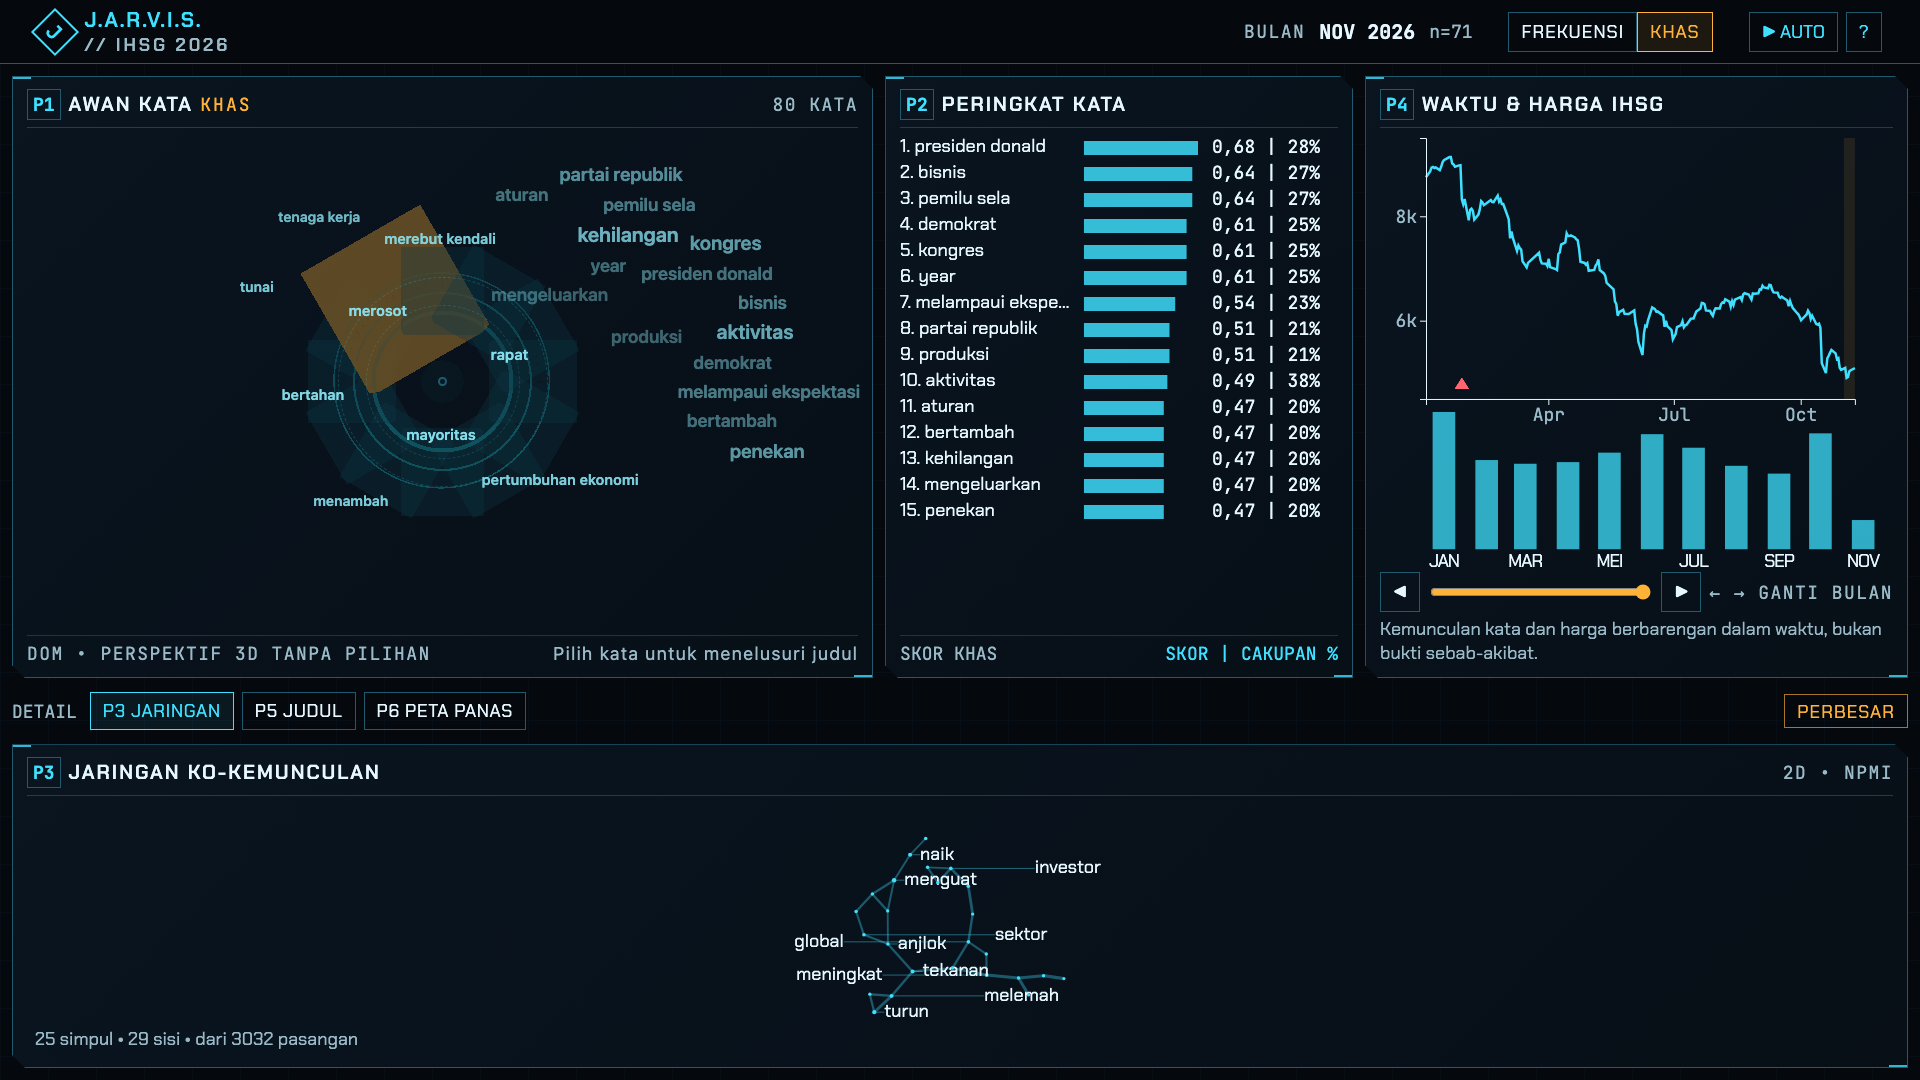 J.A.R.V.I.S.
// IHSG 2026
BULAN NOV 2026 n=71
FREKUENSI KHAS
▶ AUTO ?
P1 AWAN KATA KHAS 80 KATA
partai republik
aturan
pemilu sela
tenaga kerja
merebut kendali
kehilangan
kongres
year
presiden donald
tunai
mengeluarkan
bisnis
merosot
aktivitas
produksi
rapat
demokrat
bertahan
melampaui ekspektasi
bertambah
mayoritas
penekan
pertumbuhan ekonomi
menambah
DOM • PERSPEKTIF 3D TANPA PILIHAN Pilih kata untuk menelusuri judul
P2 PERINGKAT KATA
1. presiden donald 0,68 | 28%
2. bisnis 0,64 | 27%
3. pemilu sela 0,64 | 27%
4. demokrat 0,61 | 25%
5. kongres 0,61 | 25%
6. year 0,61 | 25%
7. melampaui ekspe... 0,54 | 23%
8. partai republik 0,51 | 21%
9. produksi 0,51 | 21%
10. aktivitas 0,49 | 38%
11. aturan 0,47 | 20%
12. bertambah 0,47 | 20%
13. kehilangan 0,47 | 20%
14. mengeluarkan 0,47 | 20%
15. penekan 0,47 | 20%
SKOR KHAS SKOR | CAKUPAN %
P4 WAKTU & HARGA IHSG
8k
6k
Apr Jul Oct
JAN MAR MEI JUL SEP NOV
◀ ▶ ← → GANTI BULAN
Kemunculan kata dan harga berbarengan dalam waktu, bukan
bukti sebab-akibat.
DETAIL P3 JARINGAN P5 JUDUL P6 PETA PANAS PERBESAR
P3 JARINGAN KO-KEMUNCULAN 2D • NPMI
naik
investor
menguat
sektor
global
anjlok
tekanan
meningkat
melemah
turun
25 simpul • 29 sisi • dari 3032 pasangan